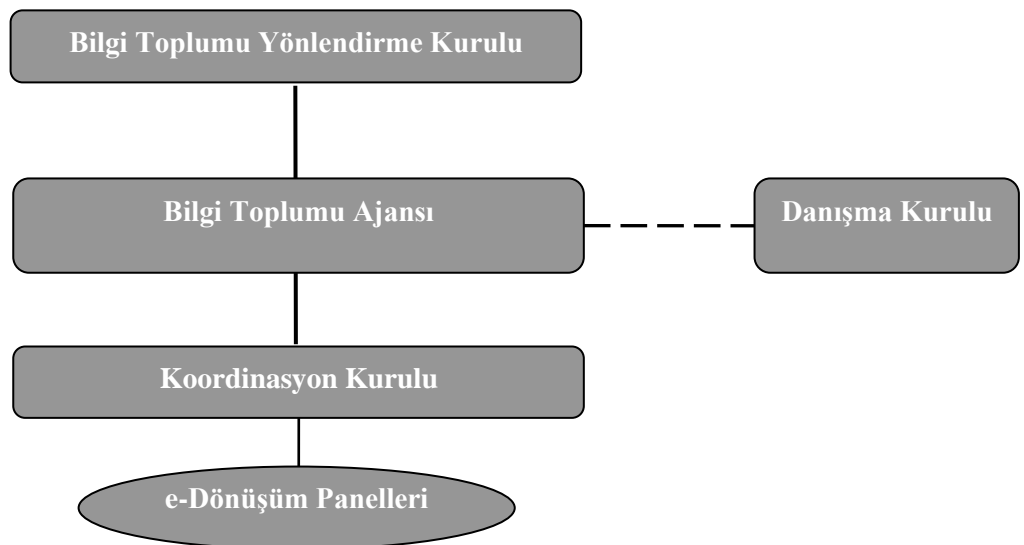 Bilgi Toplumu Yönlendirme Kurulu
Bilgi Toplumu Ajansı
Danışma Kurulu
Koordinasyon Kurulu
e-Dönüşüm Panelleri